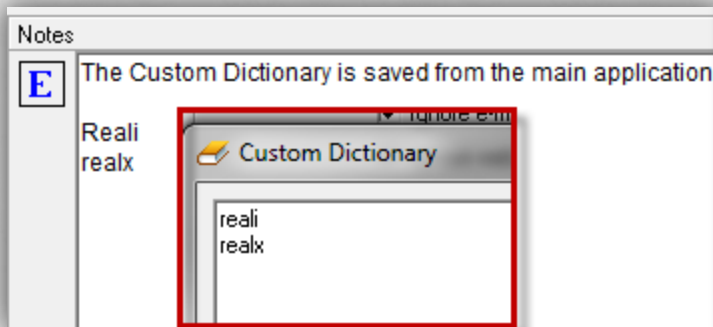 Notes
E
The Custom Dictionary is saved from the main application
Reali
realx
Custom Dictionary
reali
realx